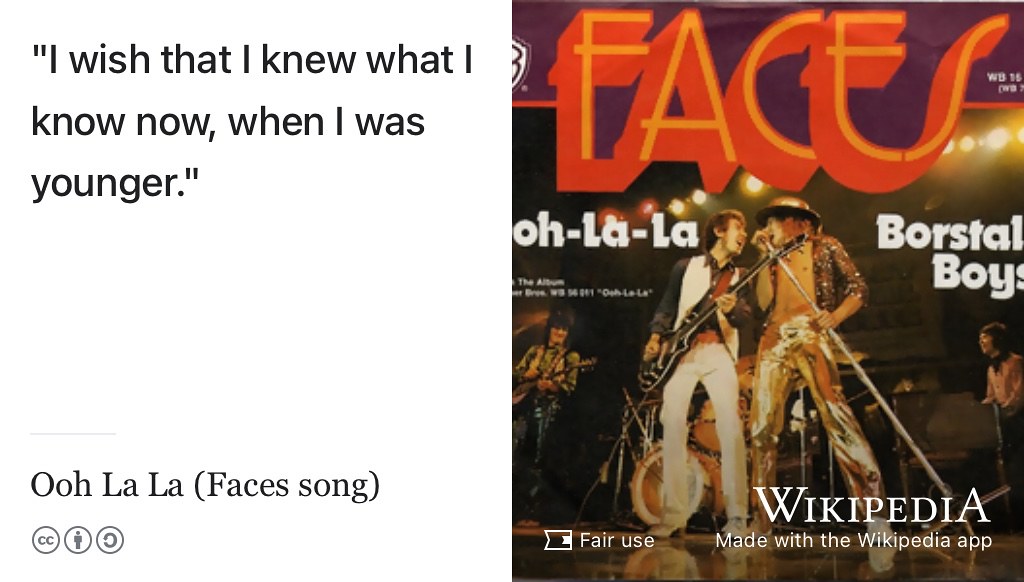 "I wish that I knew what I
know now, when I was
younger."
Ooh La La (Faces song)
cc
FACES
WB 16
(WB 7
oh-La-La
Borstal
Boys
The Album
er Bros. WB 56 011 "Ooh-La-La"
WIKIPEDIA
Fair use
Made with the Wikipedia app